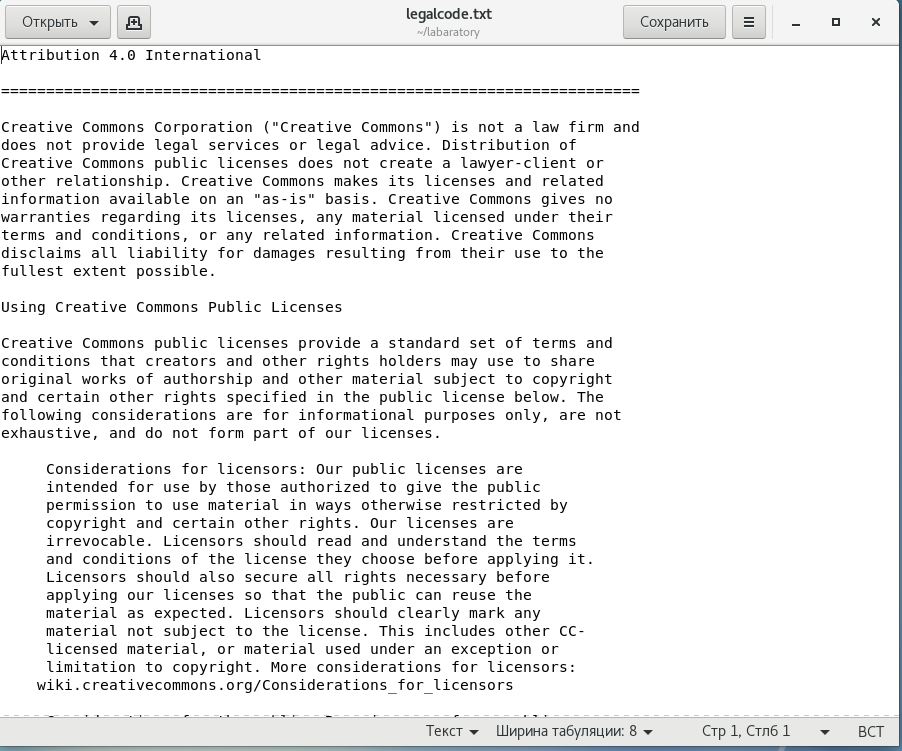 Открыть
legalcode.txt
~/labaratory
Сохранить
Attribution 4.0 International
=======================================================================
Creative Commons Corporation ("Creative Commons") is not a law firm and
does not provide legal services or legal advice. Distribution of
Creative Commons public licenses does not create a lawyer-client or
other relationship. Creative Commons makes its licenses and related
information available on an "as-is" basis. Creative Commons gives no
warranties regarding its licenses, any material licensed under their
terms and conditions, or any related information. Creative Commons
disclaims all liability for damages resulting from their use to the
fullest extent possible.
Using Creative Commons Public Licenses
Creative Commons public licenses provide a standard set of terms and
conditions that creators and other rights holders may use to share
original works of authorship and other material subject to copyright
and certain other rights specified in the public license below. The
following considerations are for informational purposes only, are not
exhaustive, and do not form part of our licenses.
Considerations for licensors: Our public licenses are
intended for use by those authorized to give the public
permission to use material in ways otherwise restricted by
copyright and certain other rights. Our licenses are
irrevocable. Licensors should read and understand the terms
and conditions of the license they choose before applying it.
Licensors should also secure all rights necessary before
applying our licenses so that the public can reuse the
material as expected. Licensors should clearly mark any
material not subject to the license. This includes other CC-
licensed material, or material used under an exception or
limitation to copyright. More considerations for licensors:
wiki.creativecommons.org/Considerations_for_licensors
Текст
Ширина табуляции: 8
Стр 1, Стлб 1
ВСТ